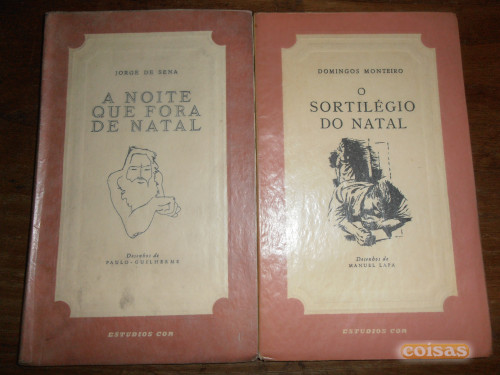 JORGE DE SENA
A NOITE
QUE FORA
DE NATAL
Desenhos de
PAULO-GUILHERME
ESTUDIOS COR
DOMINGOS MONTEIRO
O
SORTILÉGIO
DO NATAL
Desenhos de
MANUEL LAPA
ESTUDIOS COR
coisas